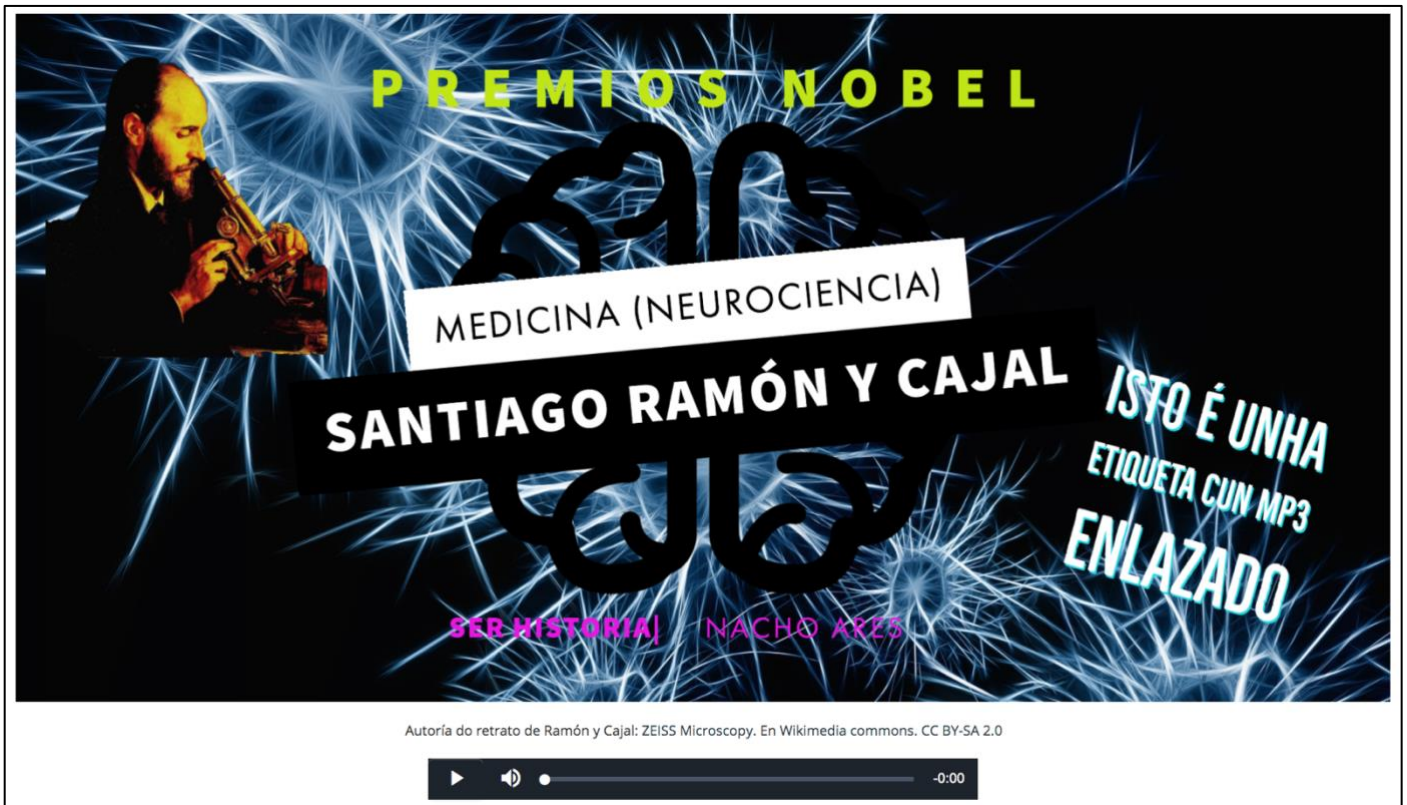 PREMIOS NOBEL
MEDICINA (NEUROCIENCIA)
SANTIAGO RAMÓN Y CAJAL
ISTO É UNHA
ETIQUETA CUN MP3
ENLAZADO
SER HISTORIA| NACHO ARES
Autoría do retrato de Ramón y Cajal: ZEISS Microscopy. En Wikimedia commons. CC BY-SA 2.0
-0:00